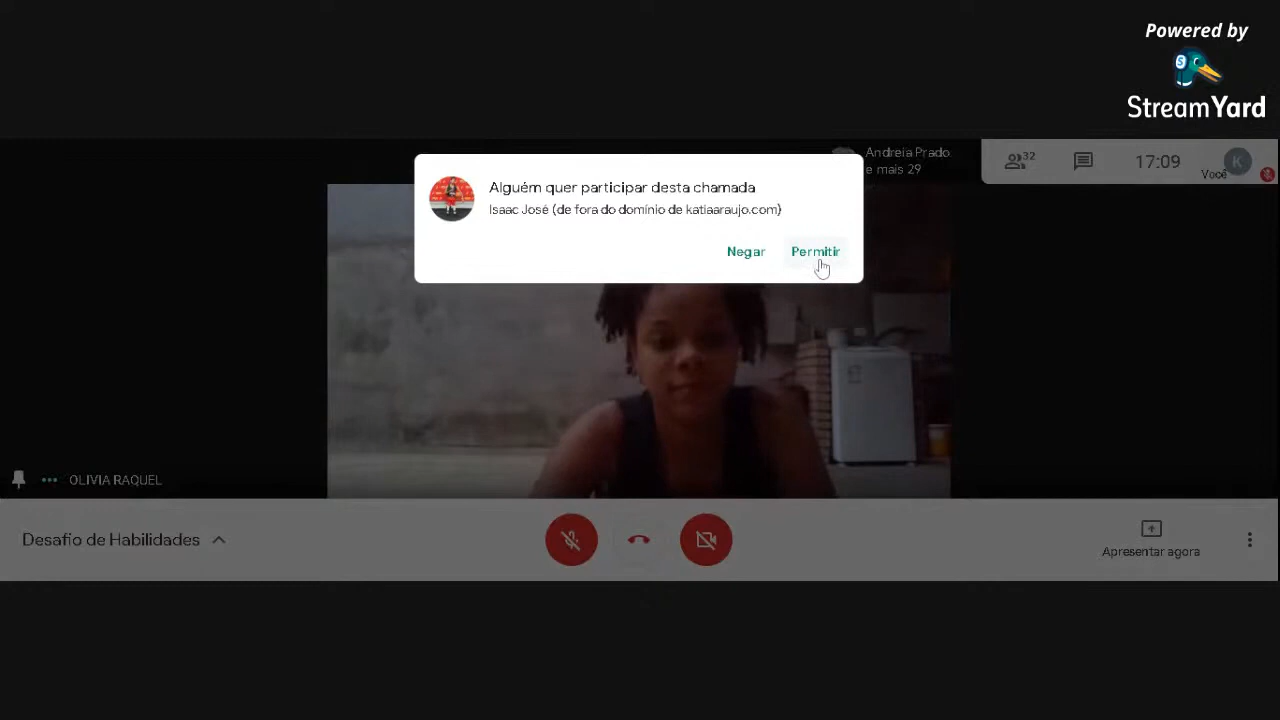 Powered by
S
StreamYard
Andreia Prado
e mais 29
32
17:09
K
Você
Alguém quer participar desta chamada
Isaac José (de fora do domínio de katiaaraujo.com)
Negar
Permitir
OLIVIA RAQUEL
Desafio de Habilidades
Apresentar agora